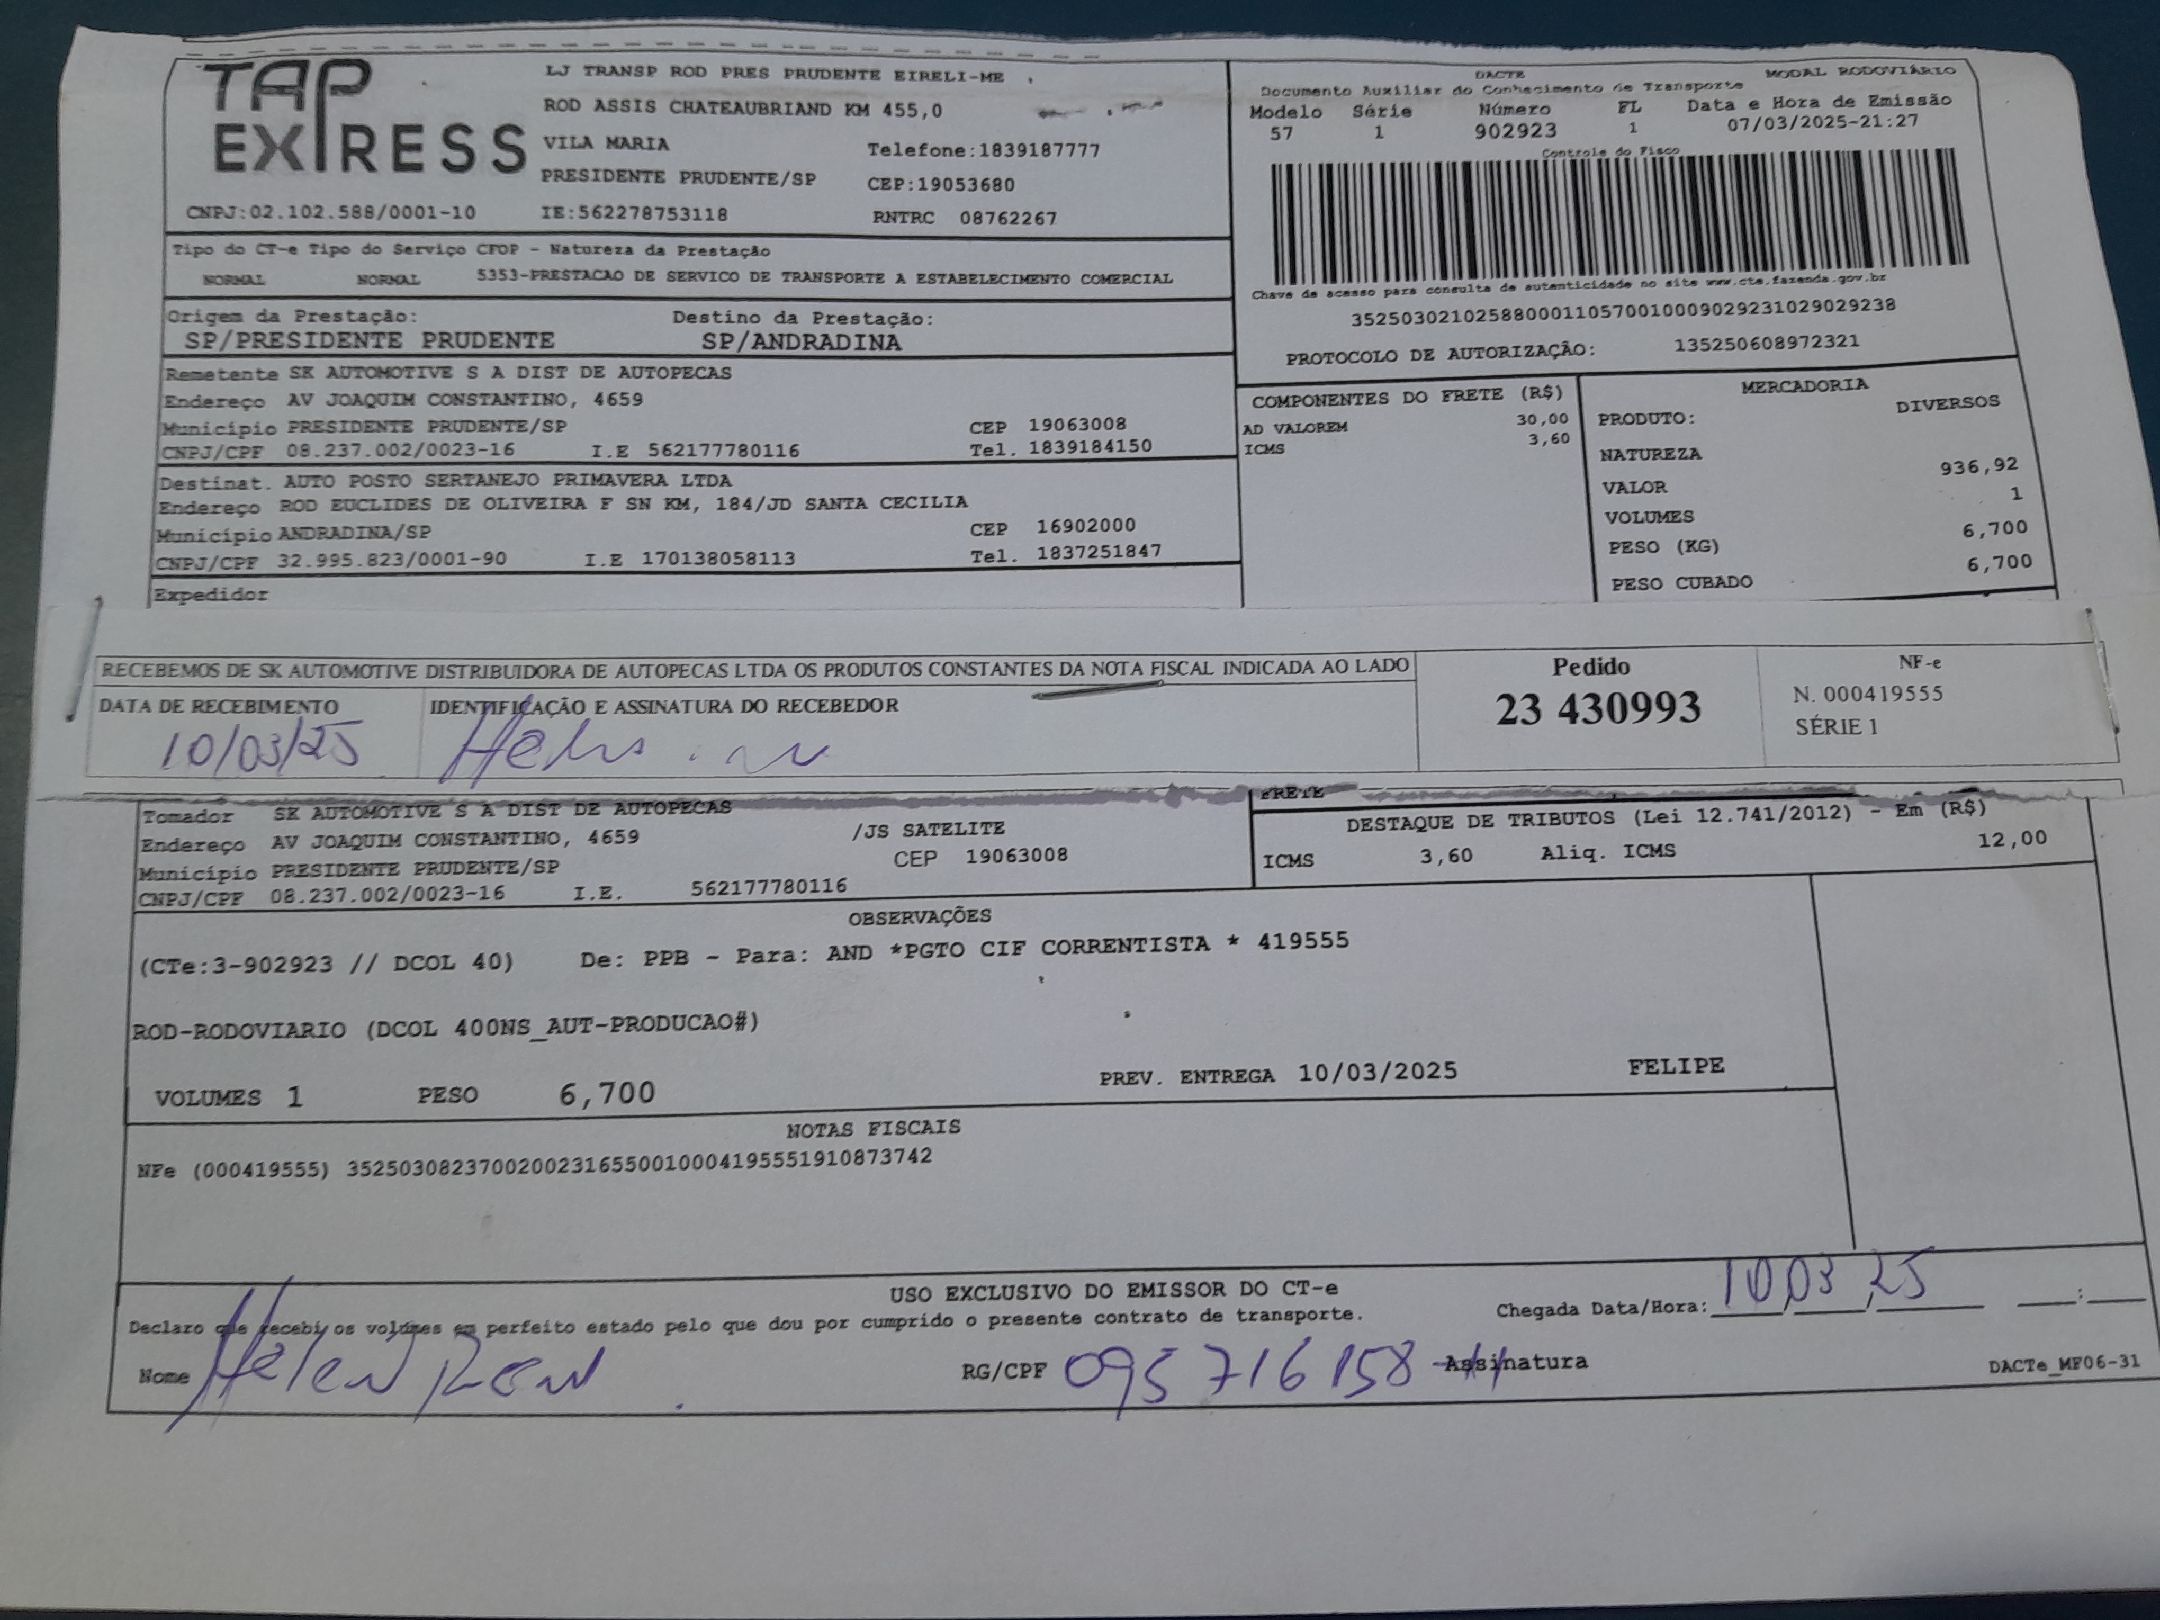 TAP EXPRESS
LJ TRANSP ROD PRES PRUDENTE EIRELI-ME
ROD ASSIS CHATEAUBRIAND KM 455,0
VILA MARIA Telefone:1839187777
PRESIDENTE PRUDENTE/SP CEP:19053680
CNPJ:02.102.588/0001-10 IE:562278753118 RNTRC 08762267
DACTE MODAL RODOVIÁRIO
Documento Auxiliar do Conhecimento de Transporte
Modelo Série Número FL Data e Hora de Emissão
57 1 902923 1 07/03/2025-21:27
Controle do Fisco
Chave de acesso para consulta de autenticidade no site www.cte.fazenda.gov.br
35250302102588000110570010009029231029029238
PROTOCOLO DE AUTORIZAÇÃO: 135250608972321
Tipo do CT-e Tipo do Serviço CFOP - Natureza da Prestação
NORMAL NORMAL 5353-PRESTACAO DE SERVICO DE TRANSPORTE A ESTABELECIMENTO COMERCIAL
Origem da Prestação: Destino da Prestação:
SP/PRESIDENTE PRUDENTE SP/ANDRADINA
Remetente SK AUTOMOTIVE S A DIST DE AUTOPECAS
Endereço AV JOAQUIM CONSTANTINO, 4659
Município PRESIDENTE PRUDENTE/SP CEP 19063008
CNPJ/CPF 08.237.002/0023-16 I.E 562177780116 Tel. 1839184150
Destinat. AUTO POSTO SERTANEJO PRIMAVERA LTDA
Endereço ROD EUCLIDES DE OLIVEIRA F SN KM, 184/JD SANTA CECILIA
Município ANDRADINA/SP CEP 16902000
CNPJ/CPF 32.995.823/0001-90 I.E 170138058113 Tel. 1837251847
Expedidor
COMPONENTES DO FRETE (R$)
AD VALOREM 30,00
ICMS 3,60
MERCADORIA
PRODUTO: DIVERSOS
NATUREZA
VALOR 936,92
VOLUMES 1
PESO (KG) 6,700
PESO CUBADO 6,700
RECEBEMOS DE SK AUTOMOTIVE DISTRIBUIDORA DE AUTOPECAS LTDA OS PRODUTOS CONSTANTES DA NOTA FISCAL INDICADA AO LADO
DATA DE RECEBIMENTO IDENTIFICAÇÃO E ASSINATURA DO RECEBEDOR
10/03/25
Pedido
23 430993
NF-e
N. 000419555
SÉRIE 1
FRETE
Tomador SK AUTOMOTIVE S A DIST DE AUTOPECAS
Endereço AV JOAQUIM CONSTANTINO, 4659 /JS SATELITE
Município PRESIDENTE PRUDENTE/SP CEP 19063008
CNPJ/CPF 08.237.002/0023-16 I.E. 562177780116
DESTAQUE DE TRIBUTOS (Lei 12.741/2012) - Em (R$)
ICMS 3,60 Aliq. ICMS 12,00
OBSERVAÇÕES
(CTe:3-902923 // DCOL 40) De: PPB - Para: AND *PGTO CIF CORRENTISTA * 419555
ROD-RODOVIARIO (DCOL 400NS_AUT-PRODUCAO#)
VOLUMES 1 PESO 6,700 PREV. ENTREGA 10/03/2025 FELIPE
NOTAS FISCAIS
NFe (000419555) 35250308237002002316550010004195551910873742
USO EXCLUSIVO DO EMISSOR DO CT-e
Declaro que recebi os volumes em perfeito estado pelo que dou por cumprido o presente contrato de transporte.
Chegada Data/Hora: 10 03 25 :
Nome Helen RG/CPF 095 716 158 Assinatura
DACTe_MF06-31